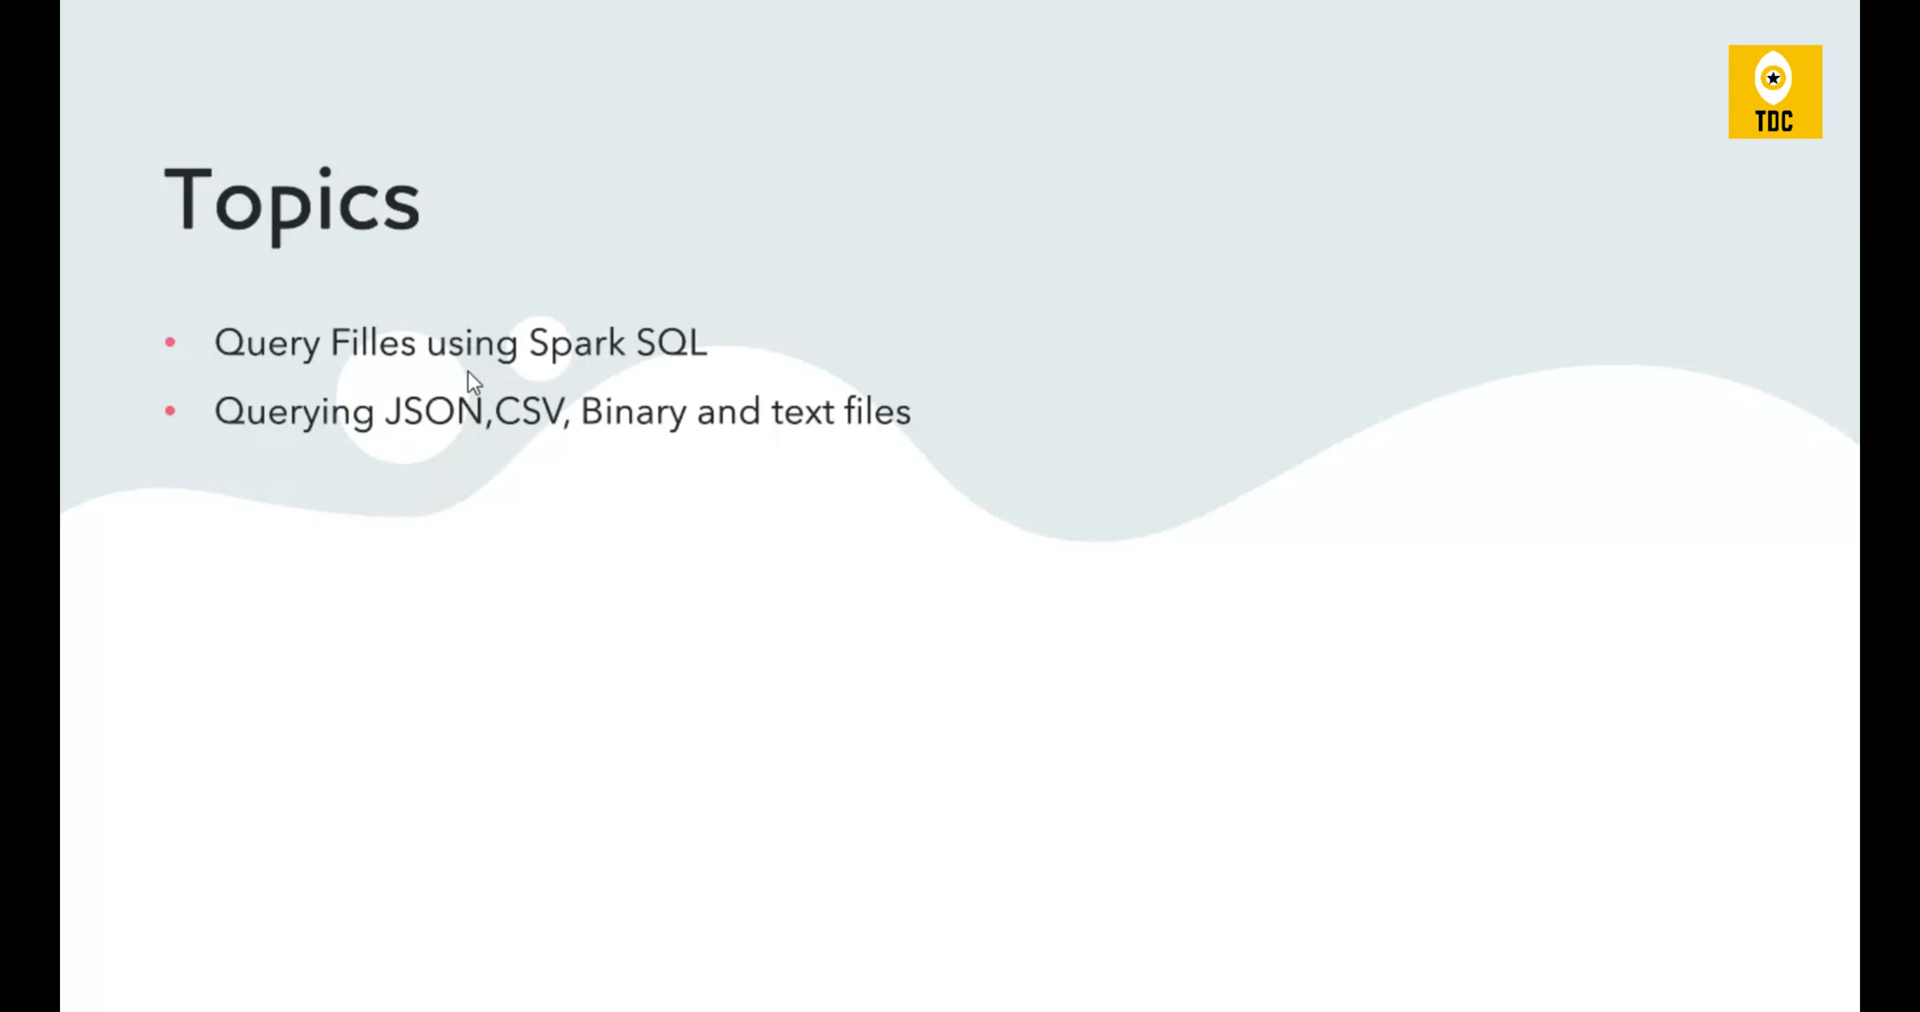 TDC
Topics
Query Filles using Spark SQL
Querying JSON,CSV, Binary and text files